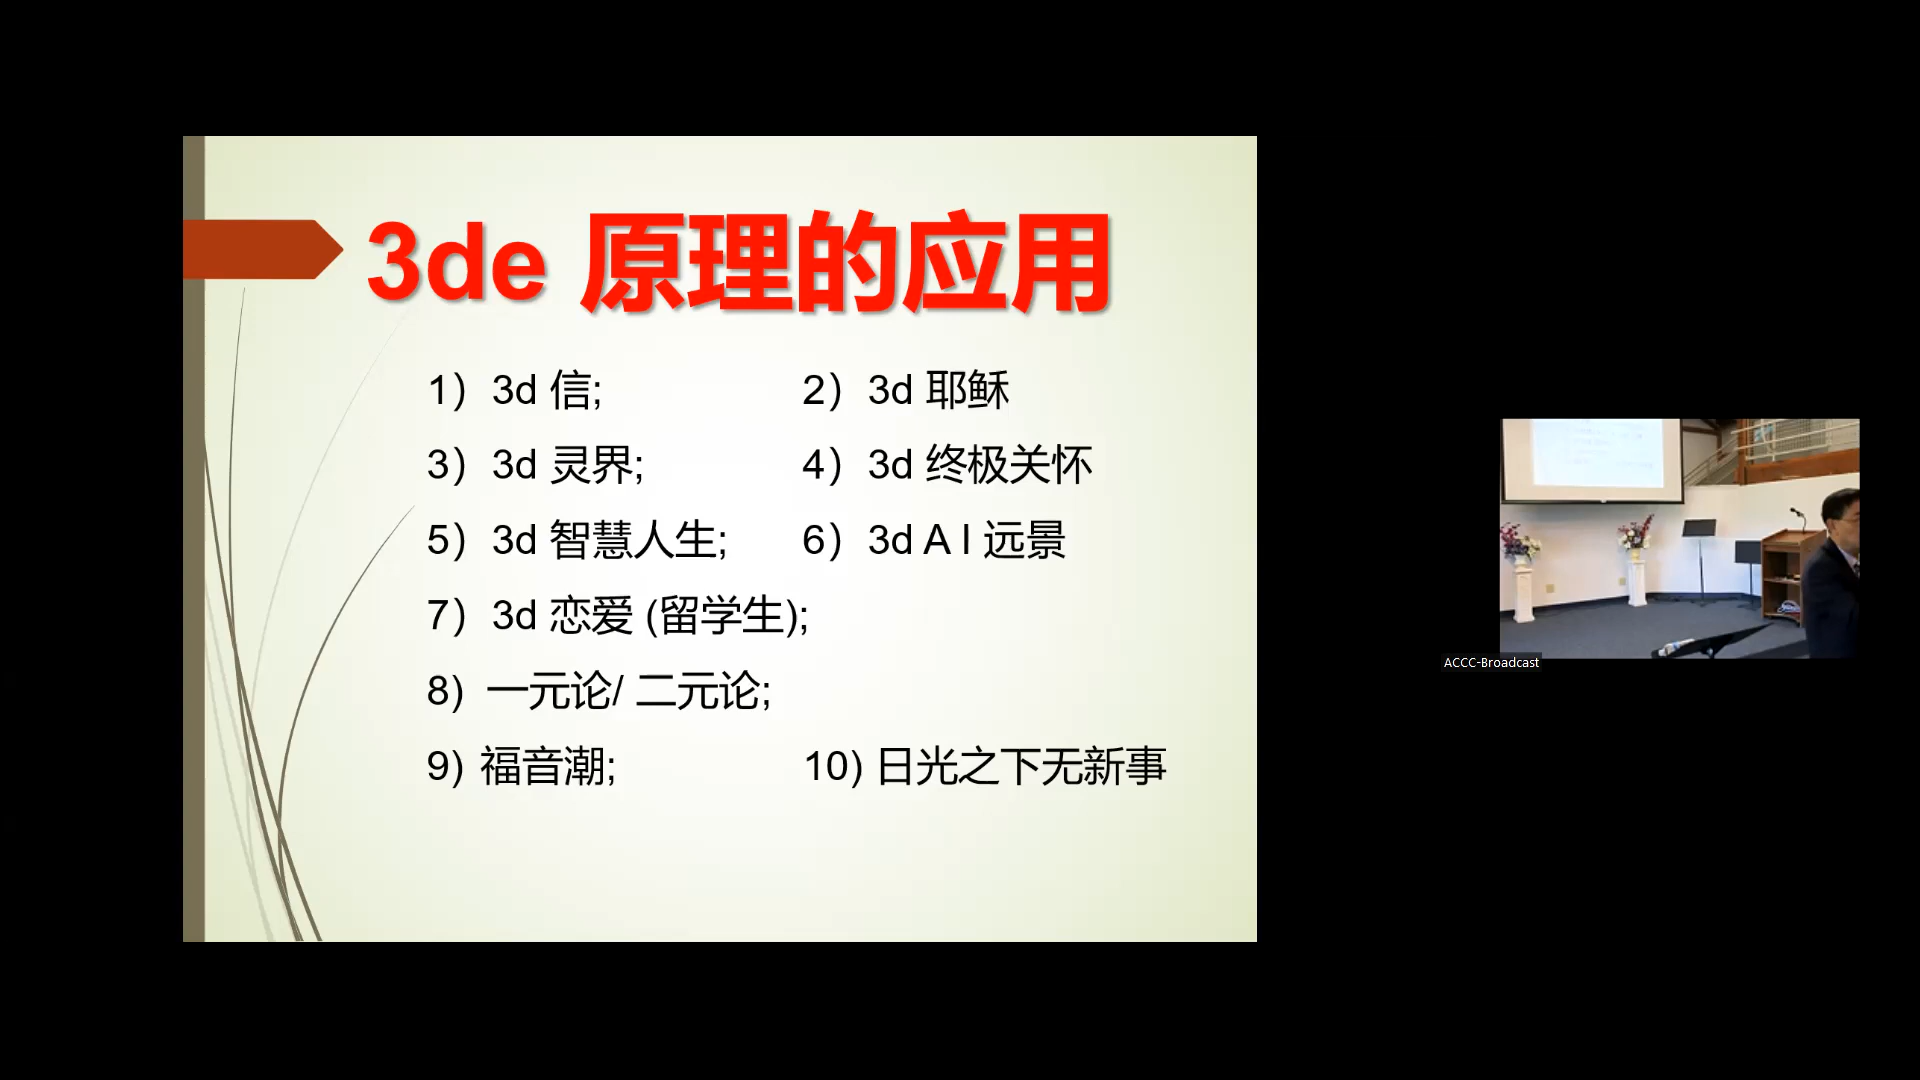 3de 原理的应用
1）3d 信; 2）3d 耶稣
3）3d 灵界; 4）3d 终极关怀
5）3d 智慧人生; 6）3d A I 远景
7）3d 恋爱 (留学生);
8) 一元论/ 二元论;
9) 福音潮; 10) 日光之下无新事
ACCC-Broadcast